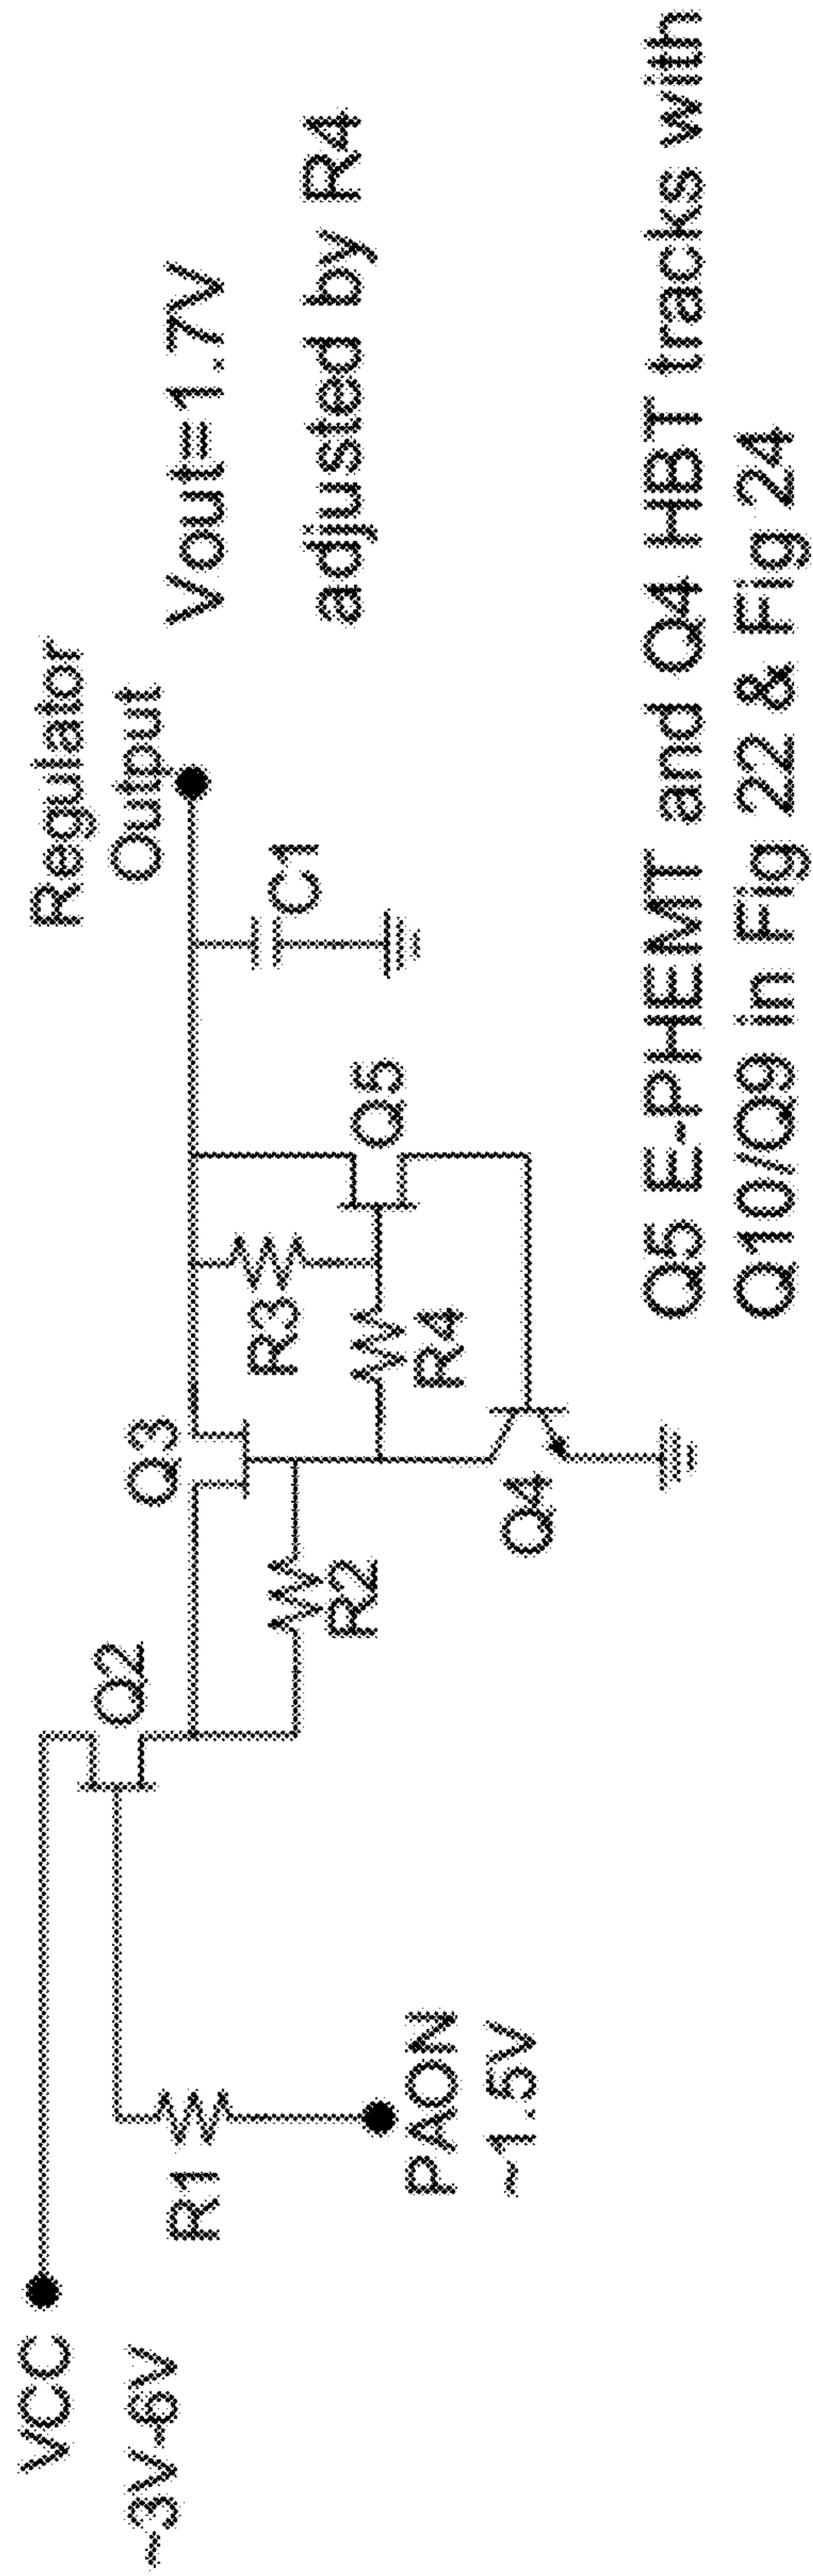 VCC
~3V-6V
R1
PAON
~1.5V
Q2
R2
Q3
Q4
R3
R4
Q5
C1
Regulator
Output
Vout=1.7V
adjusted by R4
Q5 E-PHEMT and Q4 HBT tracks with
Q10/Q9 in Fig 22 & Fig 24